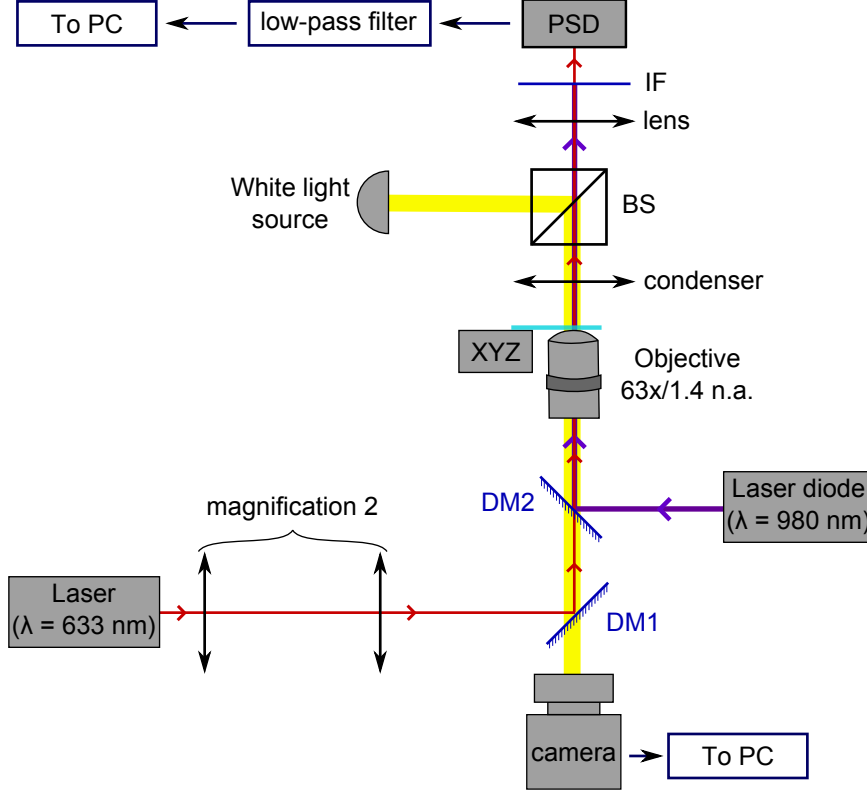 To PC
low-pass filter
PSD
IF
lens
White light
source
BS
condenser
XYZ
Objective
63x/1.4 n.a.
magnification 2
DM2
Laser diode
(λ = 980 nm)
Laser
(λ = 633 nm)
DM1
camera
To PC